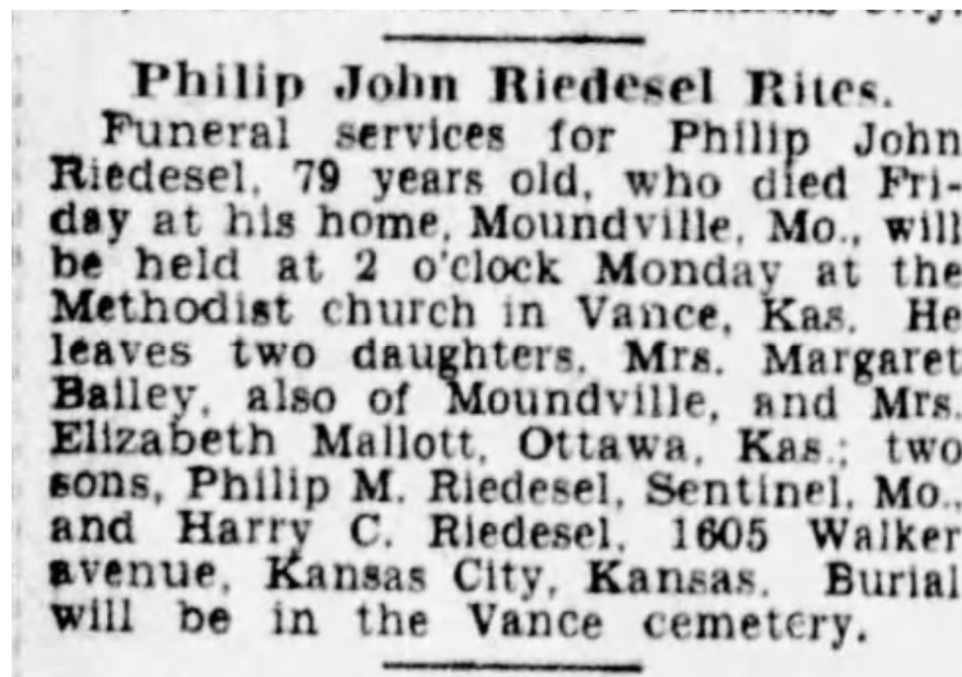 Philip John Riedesel Rites.
Funeral services for Philip John
Riedesel, 79 years old, who died Fri-
day at his home, Moundville, Mo., will
be held at 2 o'clock Monday at the
Methodist church in Vance, Kas. He
leaves two daughters, Mrs. Margaret
Bailey, also of Moundville, and Mrs.
Elizabeth Mallott, Ottawa, Kas.; two
sons, Philip M. Riedesel, Sentinel, Mo.,
and Harry C. Riedesel, 1605 Walker
avenue, Kansas City, Kansas. Burial
will be in the Vance cemetery.